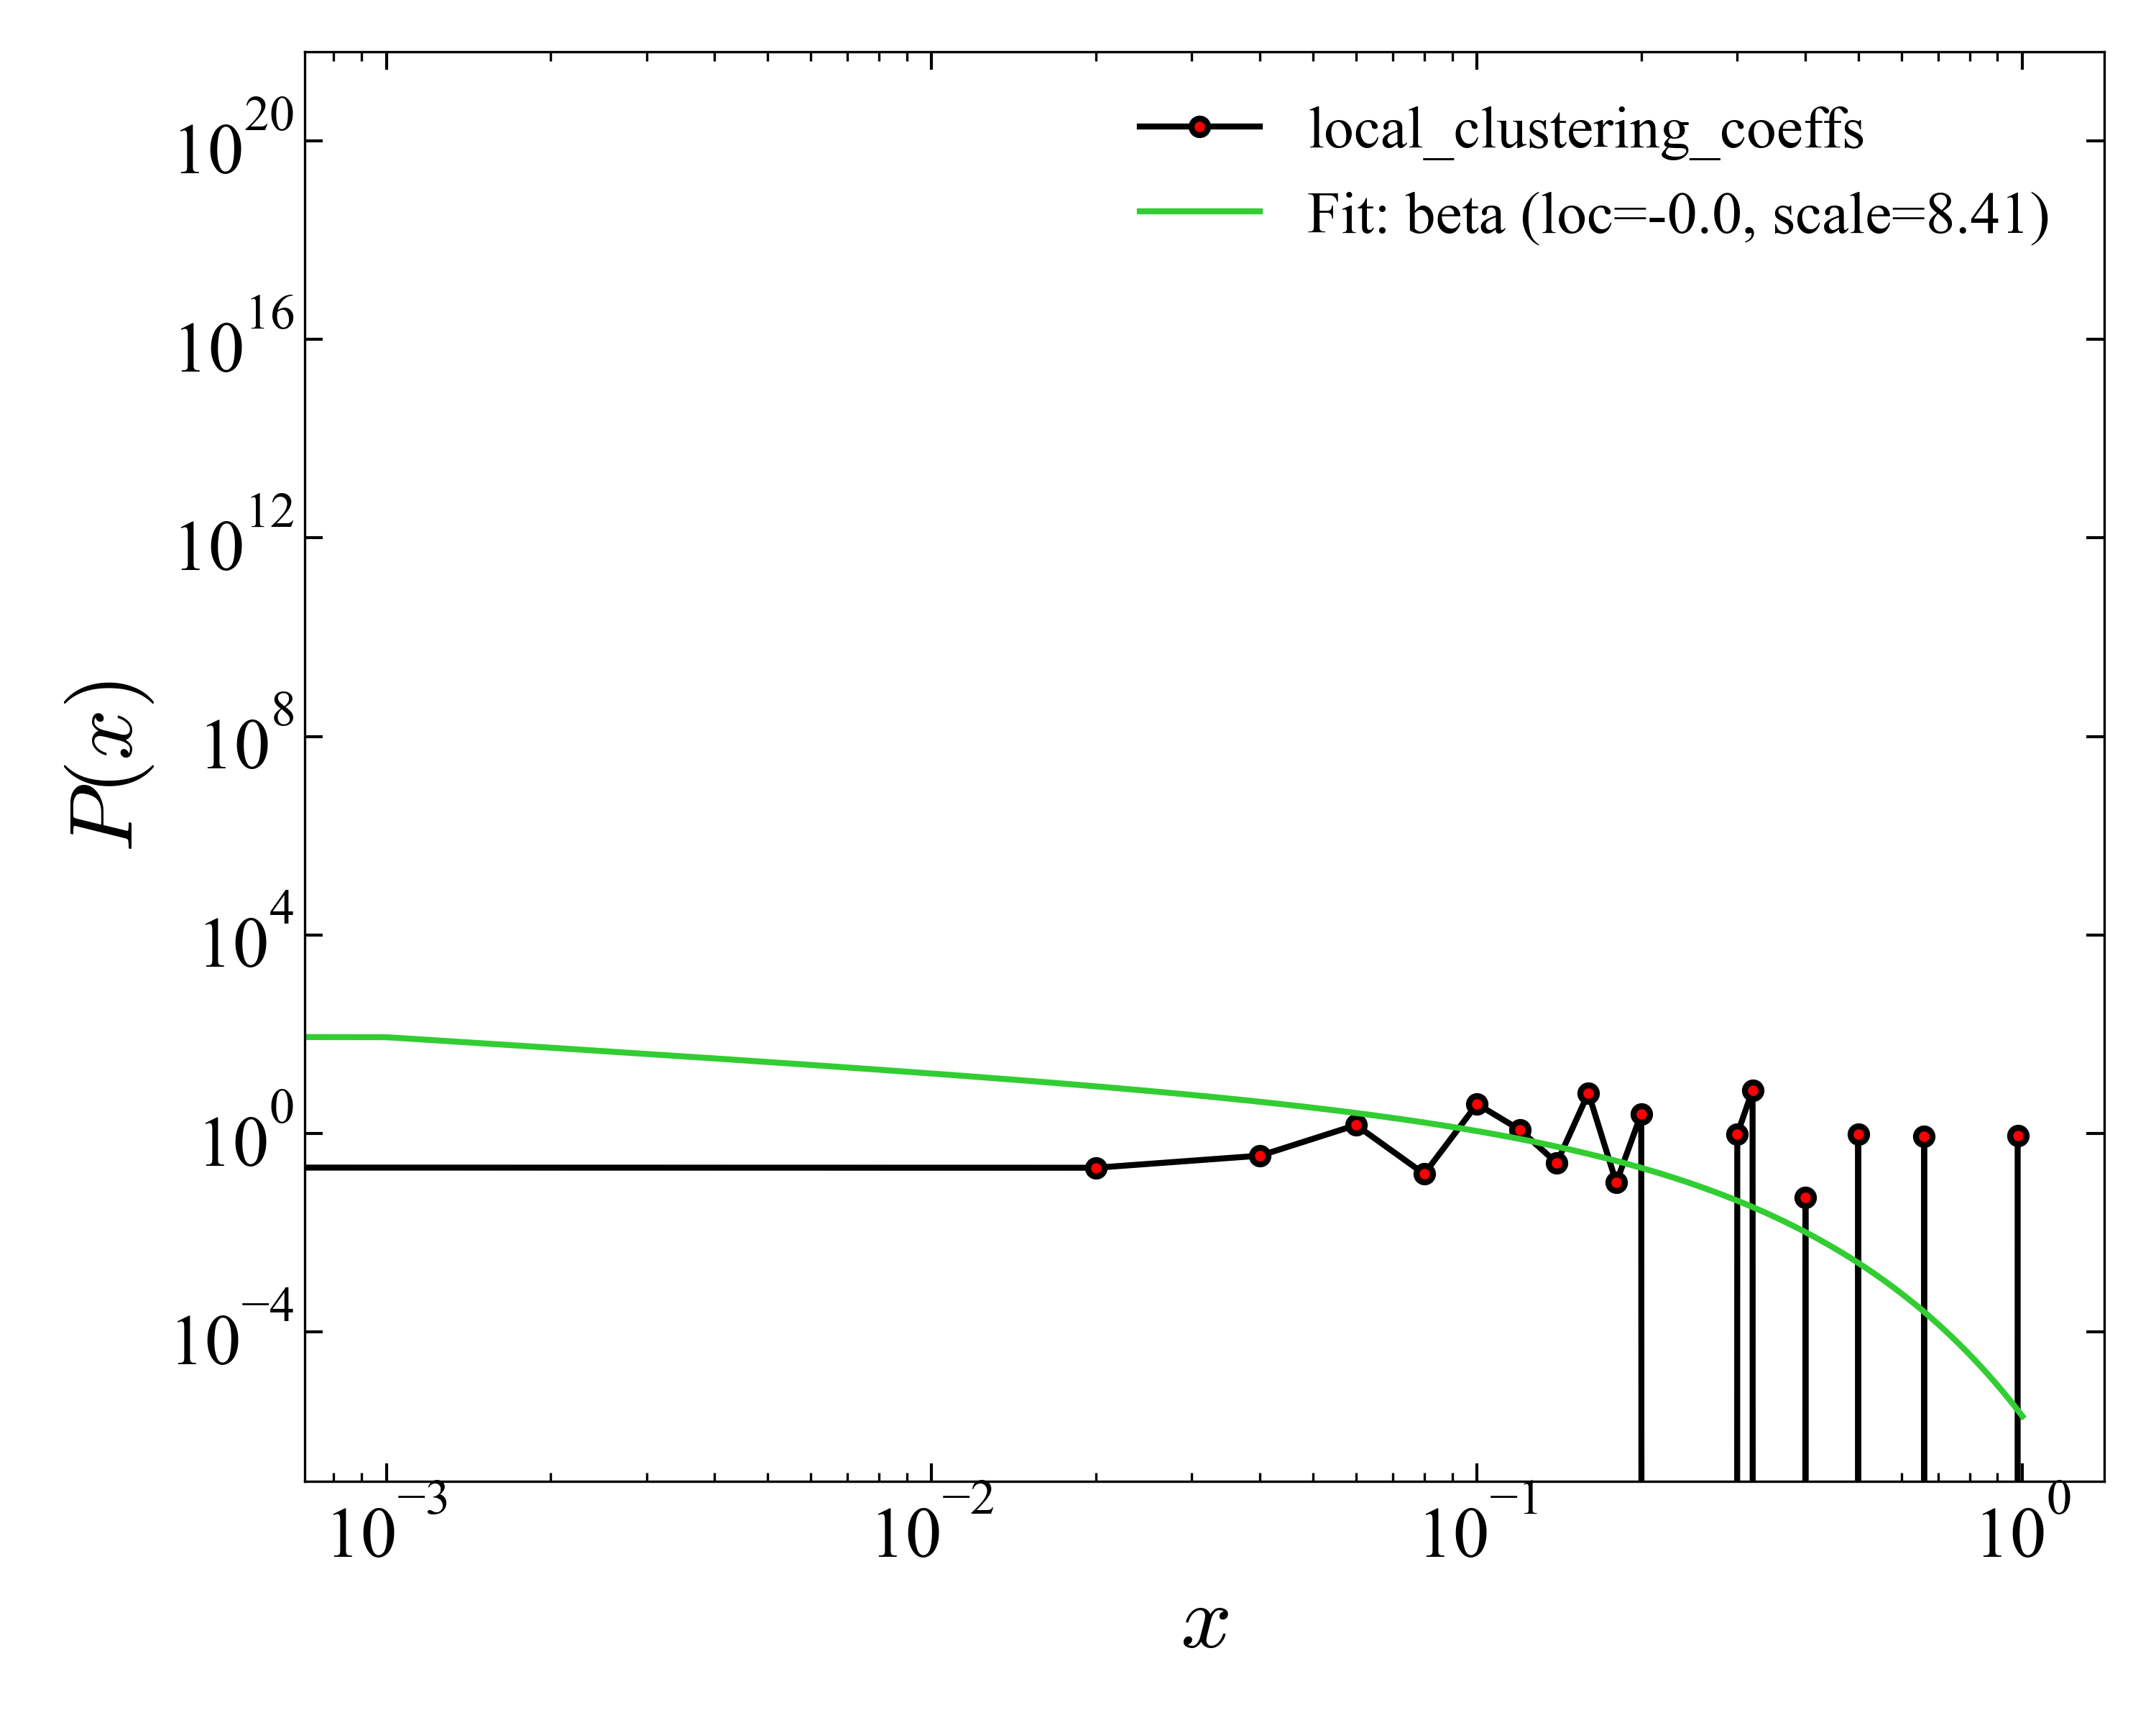 local_clustering_coeffs
Fit: beta (loc=-0.0, scale=8.41)
10^20
10^16
10^12
10^8
10^4
10^0
10^−4
P(x)
10^−3 10^−2 10^−1 10^0
x